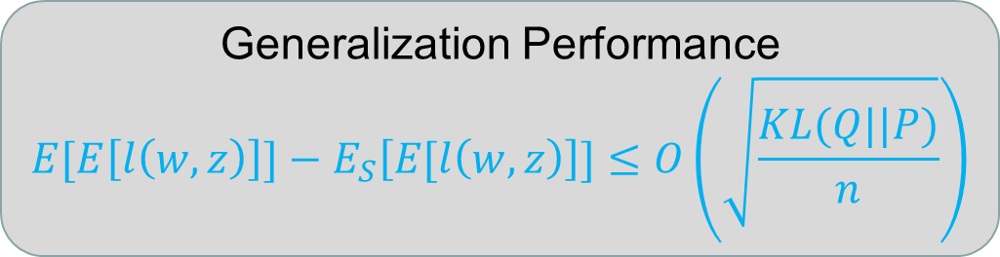 Generalization Performance
E[E[l(w, z)]] − E_S[E[l(w, z)]] ≤ O(√(KL(Q||P)/n))